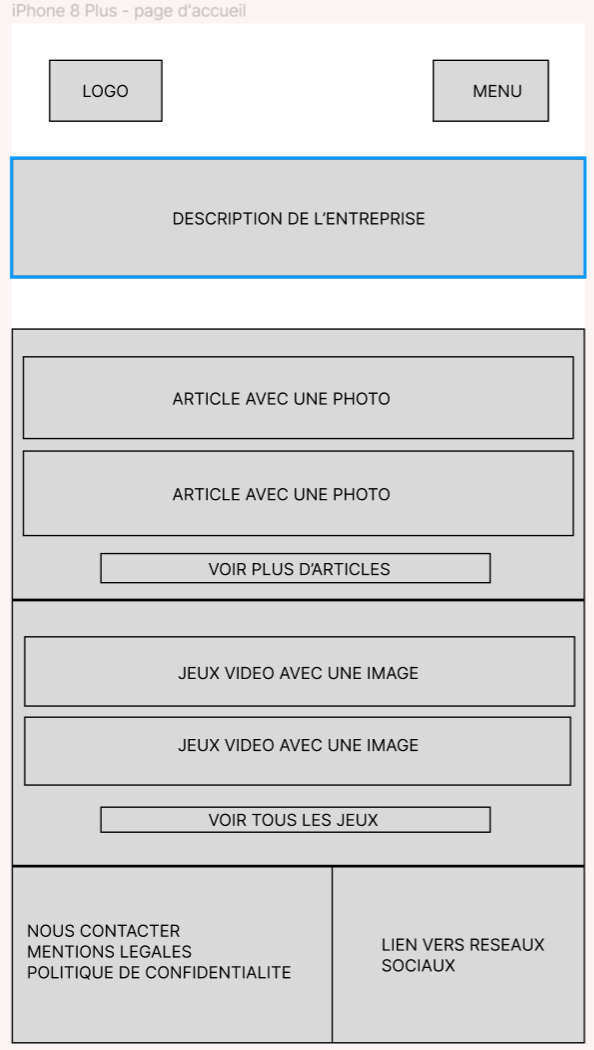 iPhone 8 Plus - page d'accueil
LOGO
MENU
DESCRIPTION DE L’ENTREPRISE
ARTICLE AVEC UNE PHOTO
ARTICLE AVEC UNE PHOTO
VOIR PLUS D’ARTICLES
JEUX VIDEO AVEC UNE IMAGE
JEUX VIDEO AVEC UNE IMAGE
VOIR TOUS LES JEUX
NOUS CONTACTER
MENTIONS LEGALES
POLITIQUE DE CONFIDENTIALITE
LIEN VERS RESEAUX
SOCIAUX